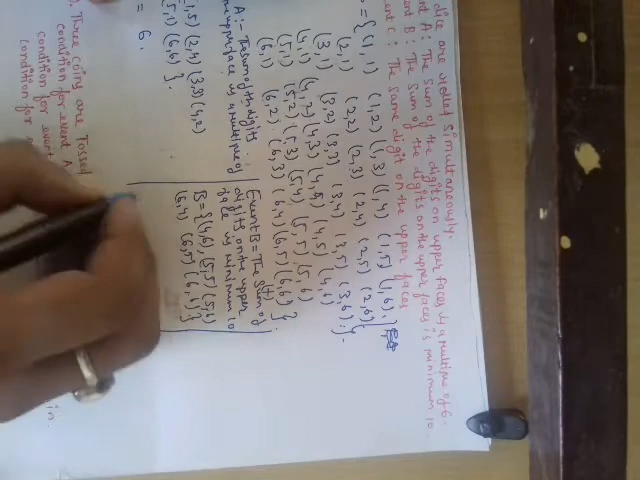 dice are rolled simultaneously.
nt A: The sum of the digits on upper faces is a multiple of 6.
ent B: The sum of the digits on the upper faces is minimum 10
ent C: The same digit on the upper faces
= {(1,1) (1,2) (1,3) (1,4) (1,5) (1,6)
(2,1) (2,2) (2,3) (2,4) (2,5) (2,6)
(3,1) (3,2) (3,3) (3,4) (3,5) (3,6)
(4,1) (4,2) (4,3) (4,4) (4,5) (4,6)
(5,1) (5,2) (5,3) (5,4) (5,5) (5,6)
(6,1) (6,2) (6,3) (6,4) (6,5) (6,6)}.
A:- The sum of the digits
the upper face is a multiple of
1,5) (2,4) (3,3) (4,2)
5,1) (6,6)}.
= 6.
Event B = The sum of
digits on the upper
face is minimum 10
B = {(4,6), (5,5) (5,6)
(6,4) (6,5) (6,6)}
Three coins are Tossed
condition for event A
condition for event
condition for
in.